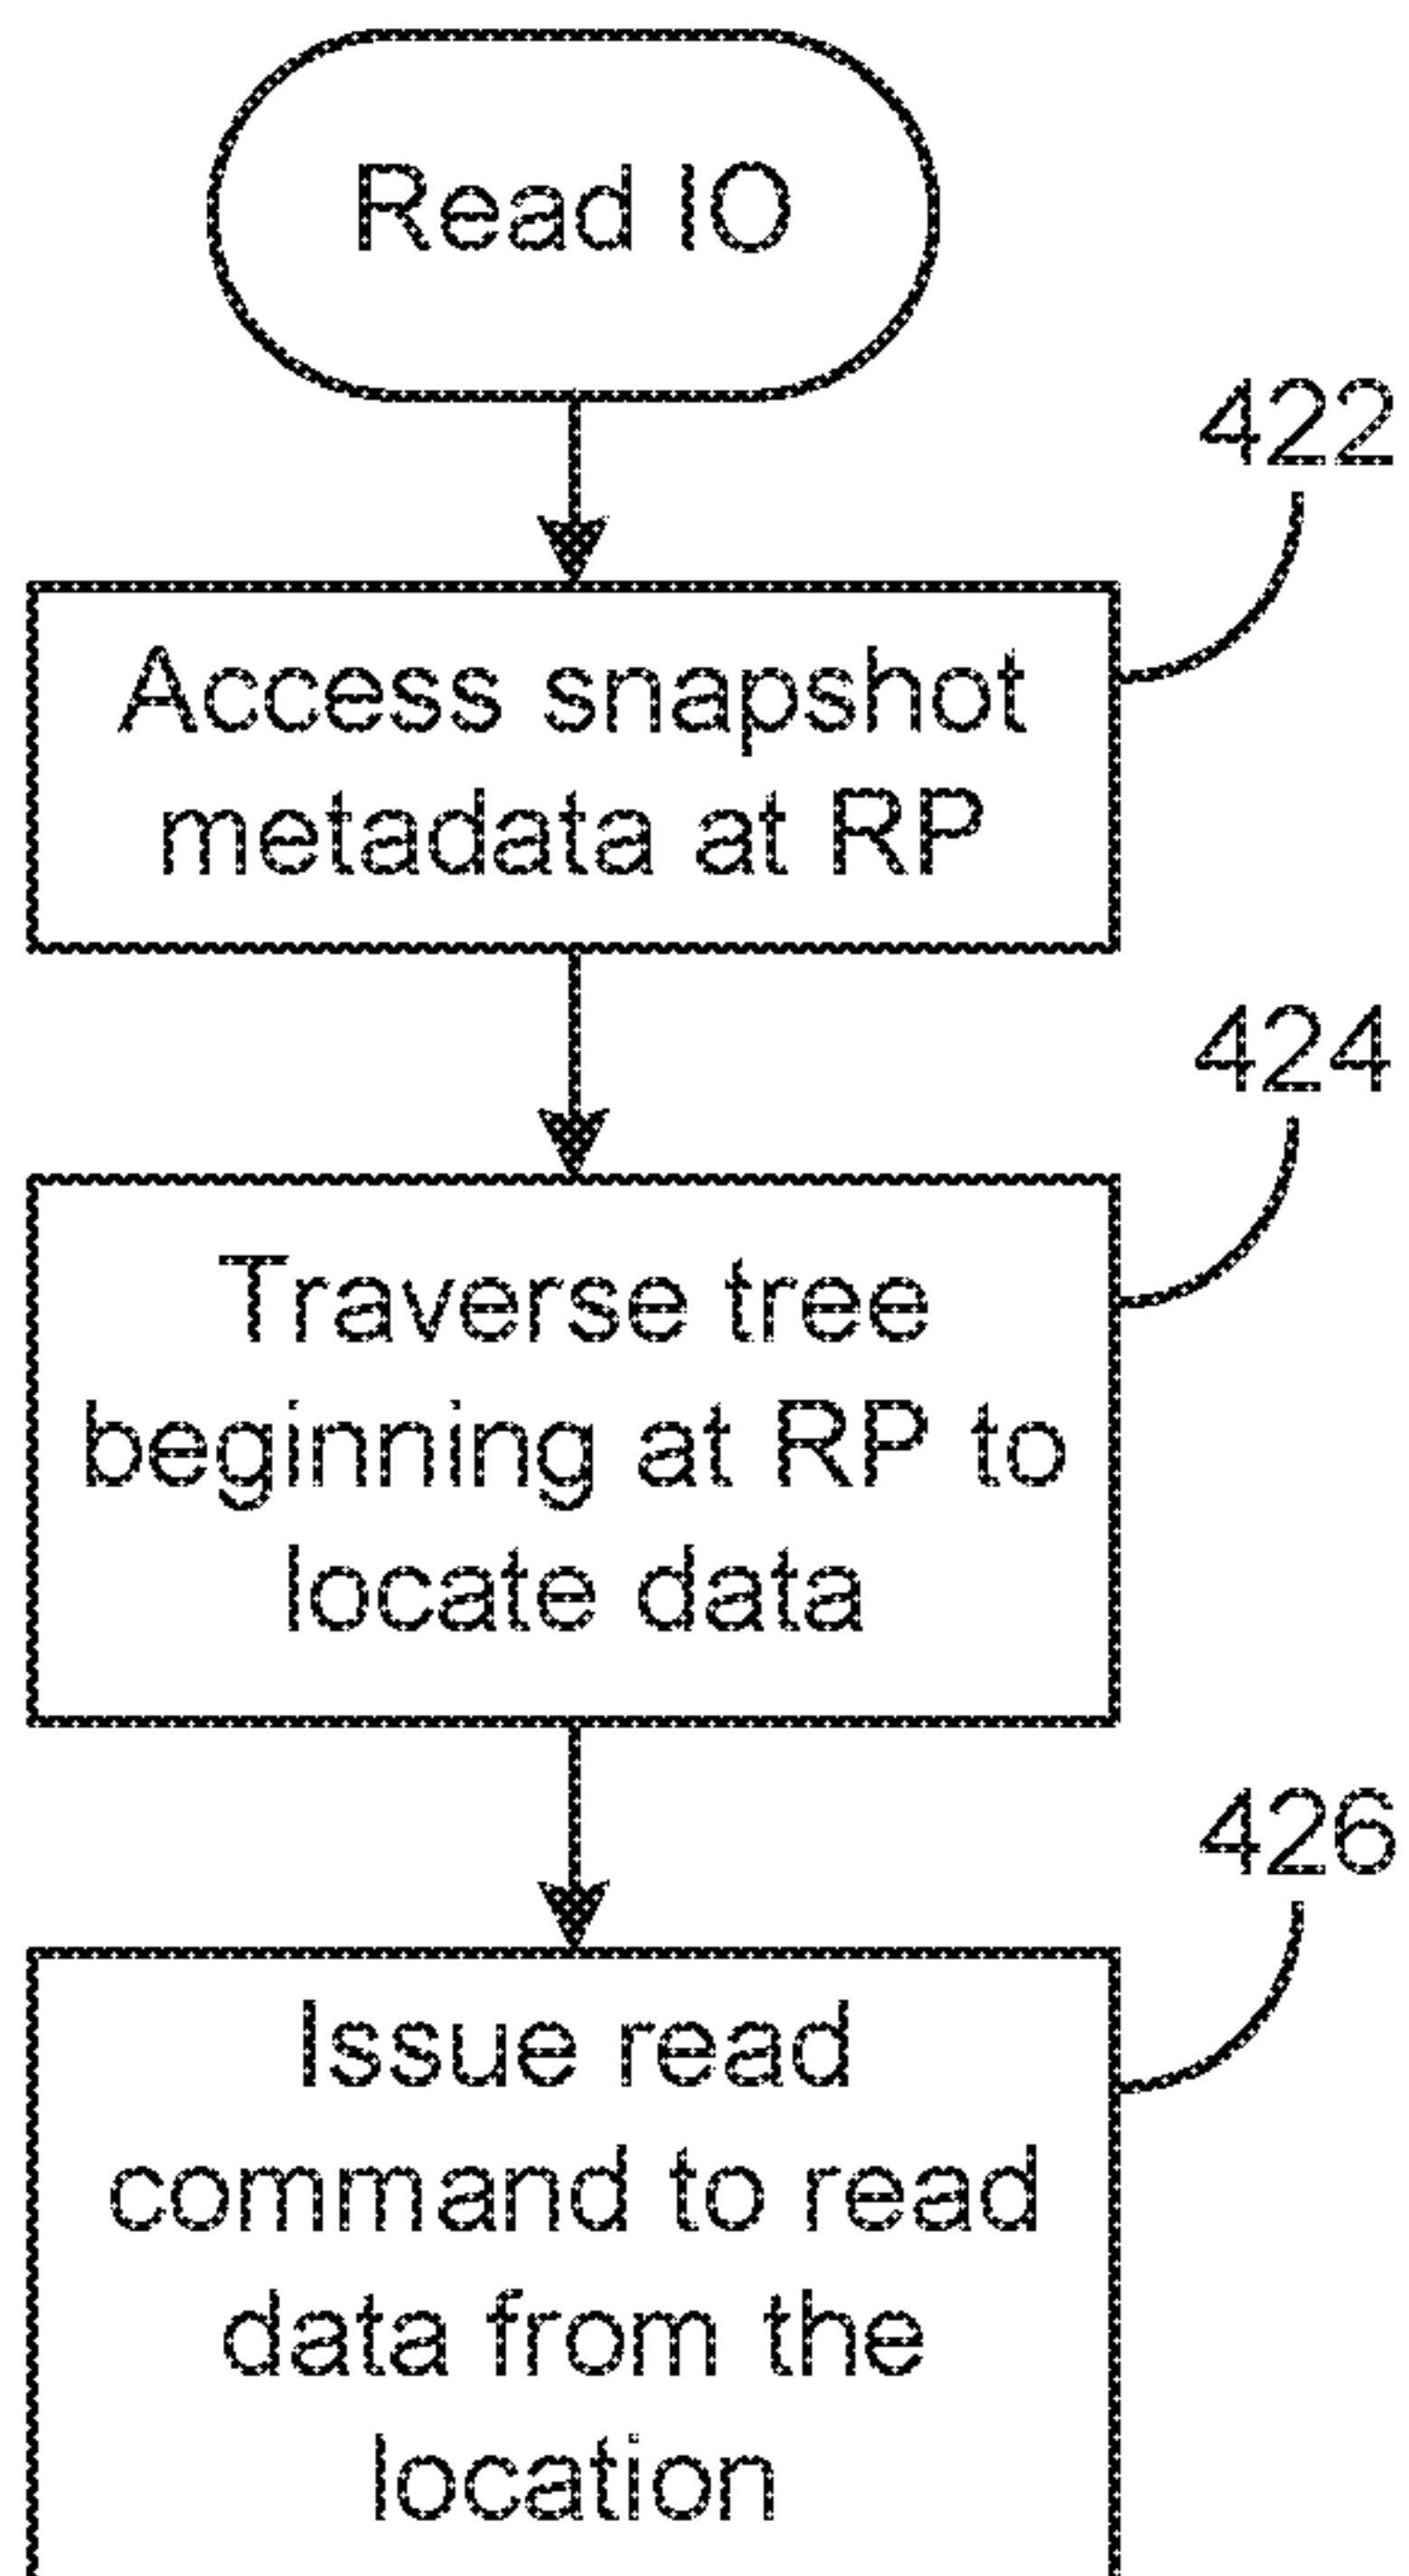 Read IO
422
Access snapshot
metadata at RP
424
Traverse tree
beginning at RP to
locate data
426
Issue read
command to read
data from the
location